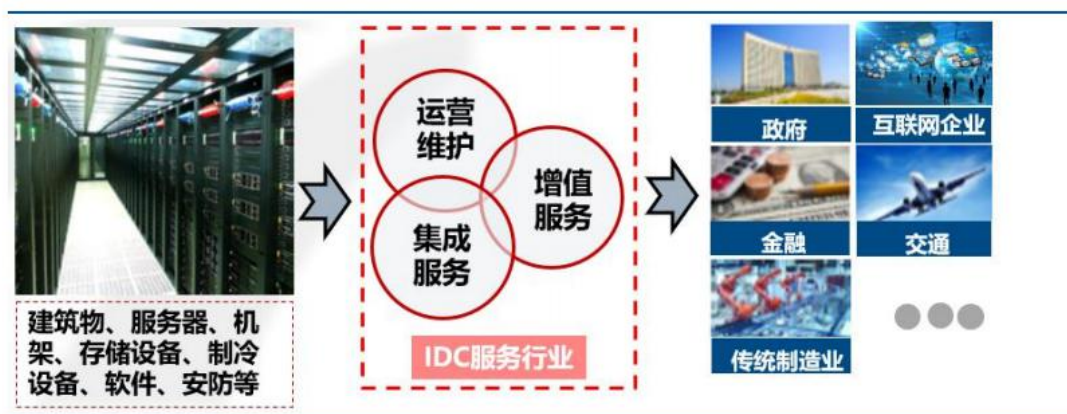 建筑物、服务器、机
架、存储设备、制冷
设备、软件、安防等
运营
维护
集成
服务
增值
服务
IDC服务行业
政府
互联网企业
金融
交通
传统制造业